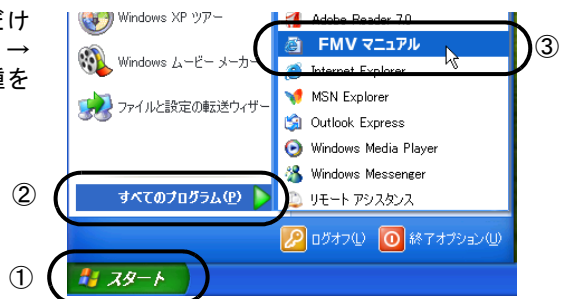 だけ
→
重を
Windows XP ツアー
Windows ムービー メーカー
ファイルと設定の転送ウィザー
② すべてのプログラム(P)
① スタート
Adobe Reader 7.0
FMV マニュアル ③
Internet Explorer
MSN Explorer
Outlook Express
Windows Media Player
Windows Messenger
リモート アシスタンス
ログオフ(L) 終了オプション(U)